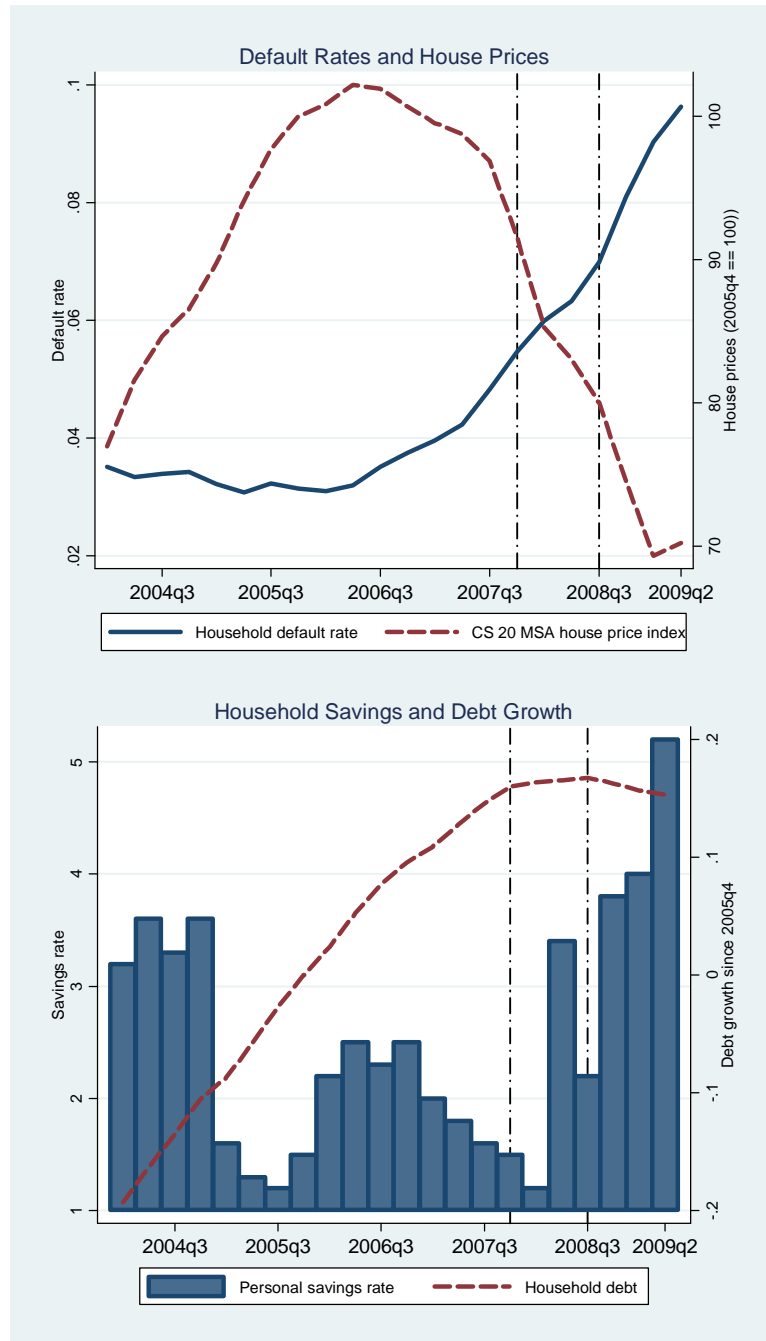 Default Rates and House Prices
.1
.08
.06
.04
.02
Default rate
100
90
80
70
House prices (2005q4 == 100))
2004q3 2005q3 2006q3 2007q3 2008q3 2009q2
Household default rate CS 20 MSA house price index
Household Savings and Debt Growth
5
4
3
2
1
Savings rate
.2
.1
0
-.1
-.2
Debt growth since 2005q4
2004q3 2005q3 2006q3 2007q3 2008q3 2009q2
Personal savings rate Household debt